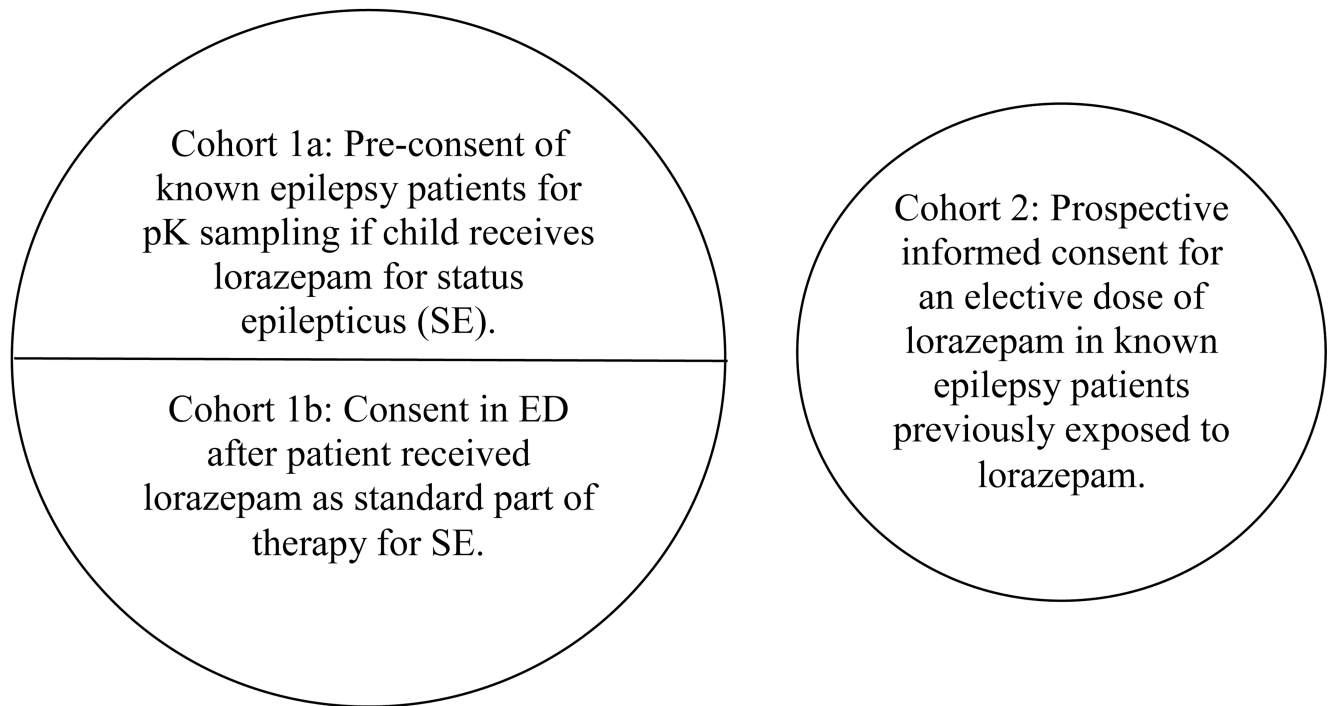 Cohort 1a: Pre-consent of
known epilepsy patients for
pK sampling if child receives
lorazepam for status
epilepticus (SE).
Cohort 1b: Consent in ED
after patient received
lorazepam as standard part of
therapy for SE.
Cohort 2: Prospective
informed consent for
an elective dose of
lorazepam in known
epilepsy patients
previously exposed to
lorazepam.